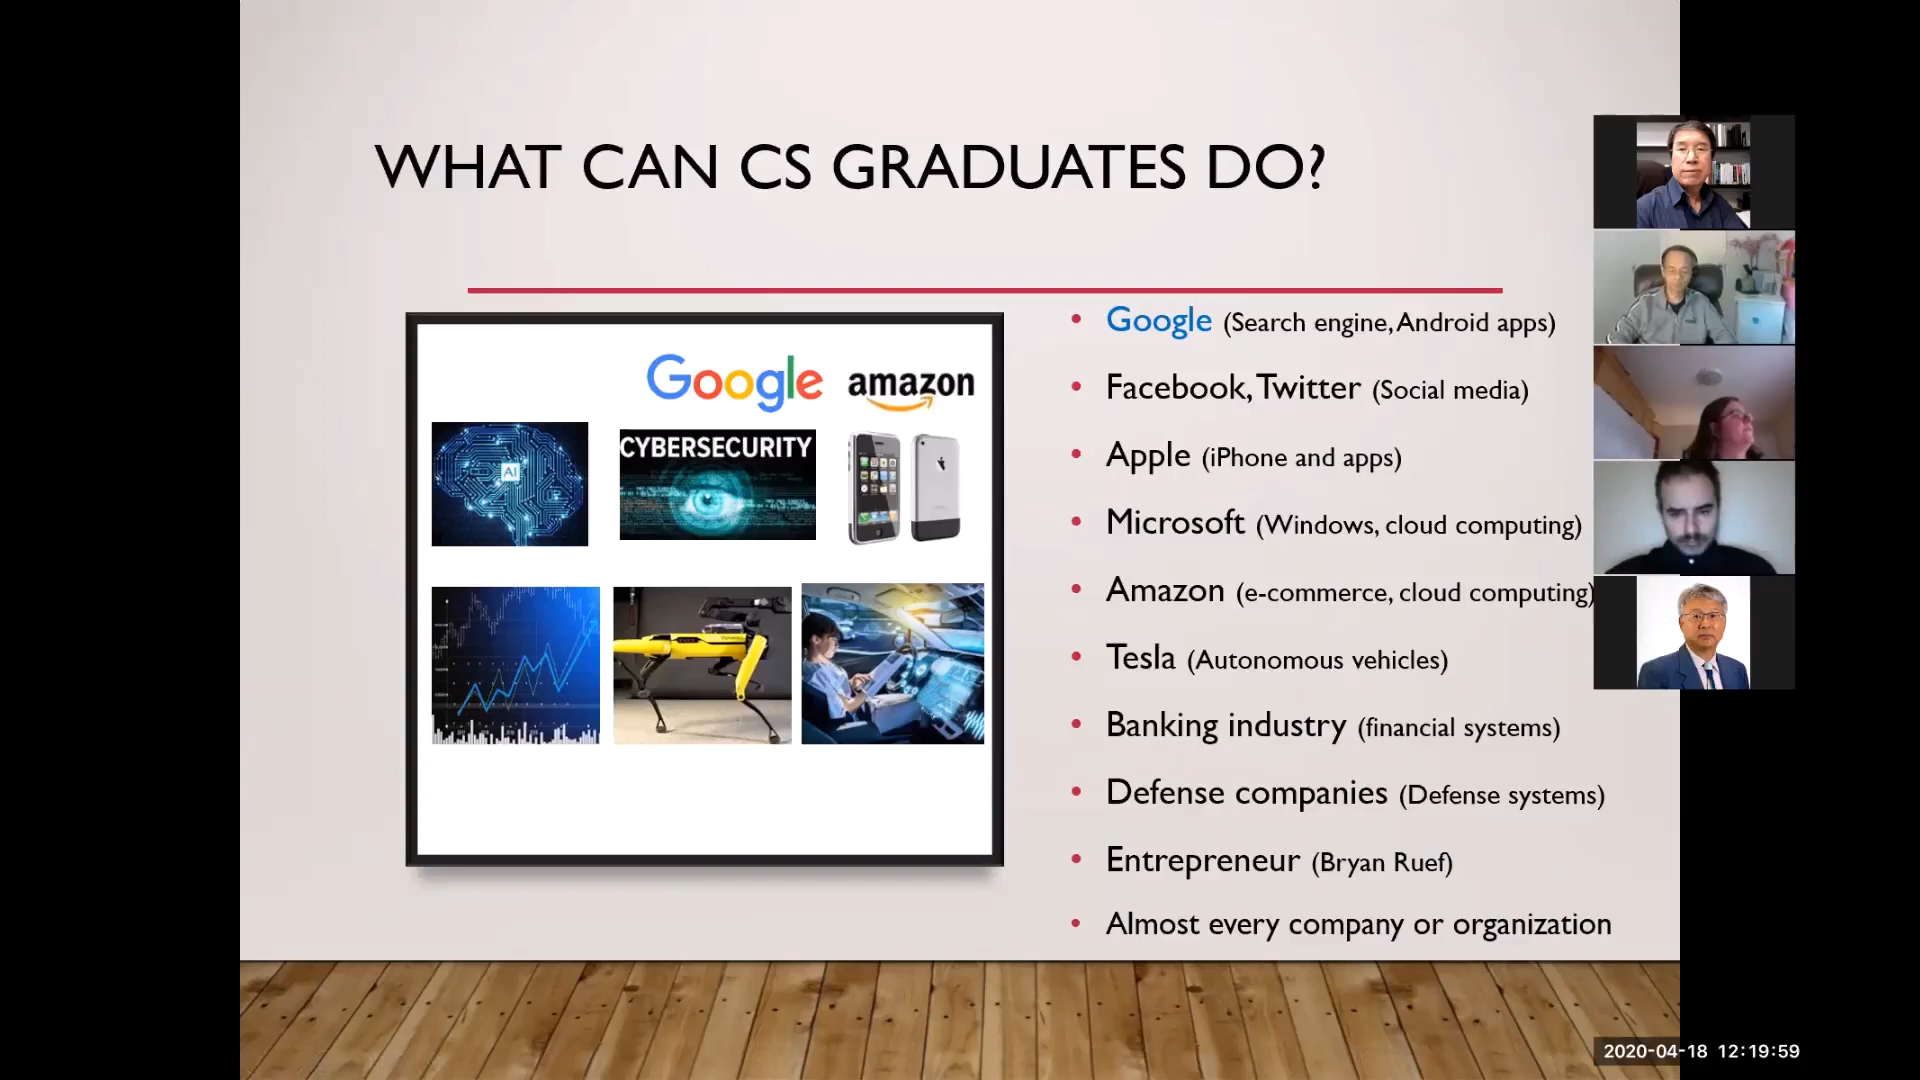 WHAT CAN CS GRADUATES DO?
Google
amazon
AI
CYBERSECURITY
• Google (Search engine, Android apps)
• Facebook, Twitter (Social media)
• Apple (iPhone and apps)
• Microsoft (Windows, cloud computing)
• Amazon (e-commerce, cloud computing)
• Tesla (Autonomous vehicles)
• Banking industry (financial systems)
• Defense companies (Defense systems)
• Entrepreneur (Bryan Ruef)
• Almost every company or organization
2020-04-18 12:19:59